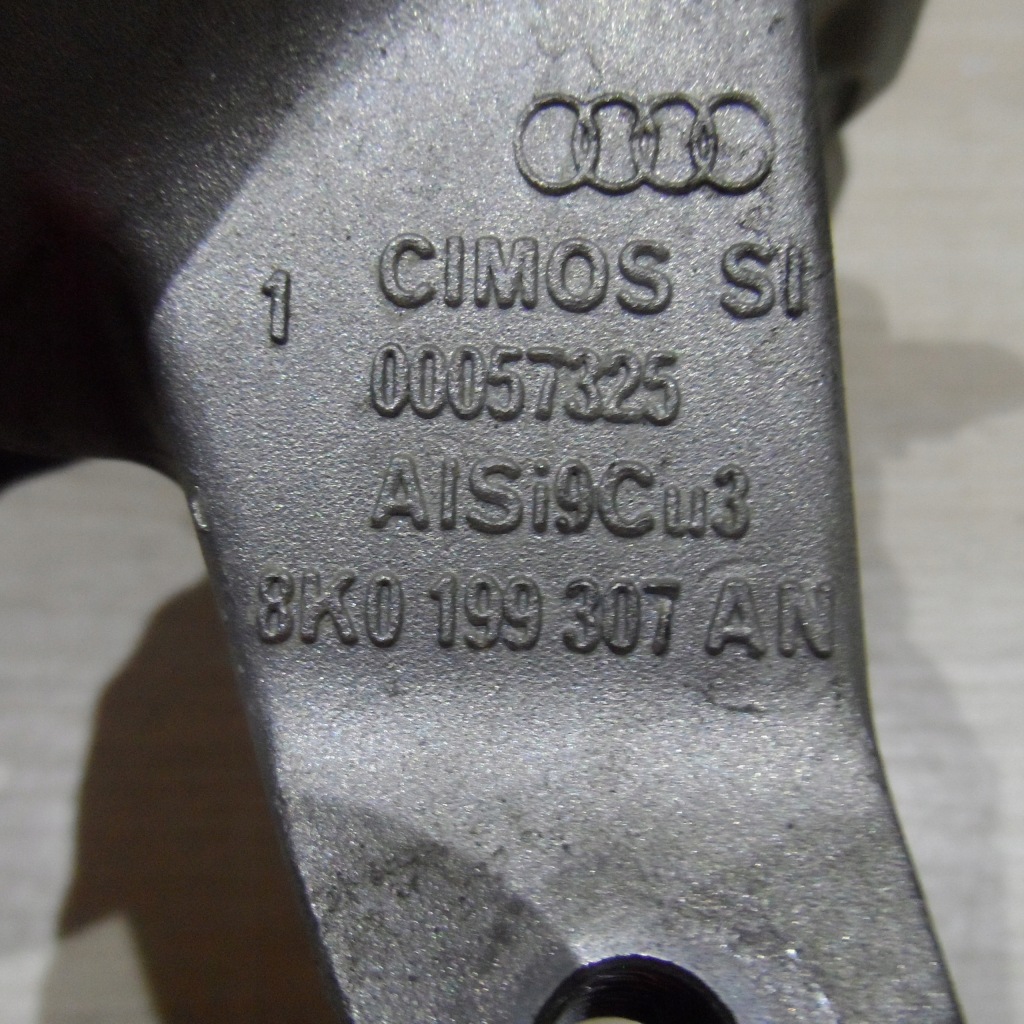 CIMOS SI
1
00057325
AlSi9Cu3
8K0 199 307 AN